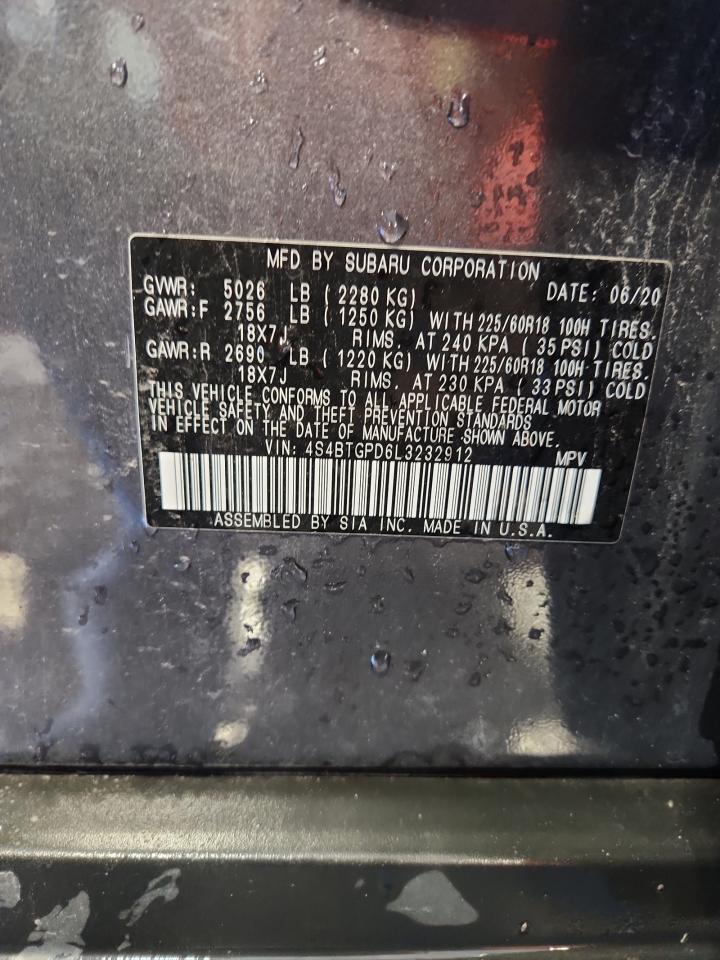 MFD BY SUBARU CORPORATION
GVWR: 5026 LB ( 2280 KG) DATE: 06/20
GAWR:F 2756 LB ( 1250 KG) WITH 225/60R18 100H TIRES.
18X7J RIMS. AT 240 KPA ( 35 PSI) COLD
GAWR:R 2690 LB ( 1220 KG) WITH 225/60R18 100H TIRES.
18X7J RIMS. AT 230 KPA ( 33 PSI) COLD
THIS VEHICLE CONFORMS TO ALL APPLICABLE FEDERAL MOTOR
VEHICLE SAFETY AND THEFT PREVENTION STANDARDS
IN EFFECT ON THE DATE OF MANUFACTURE SHOWN ABOVE.
VIN: 4S4BTGPD6L3232912 MPV
ASSEMBLED BY SIA INC. MADE IN U.S.A.